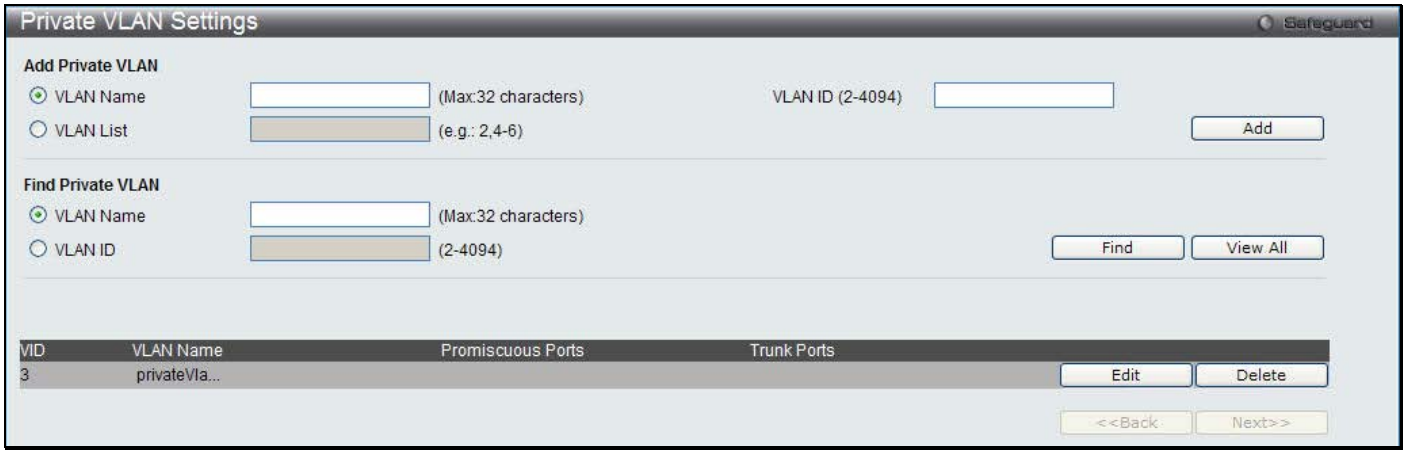 Private VLAN Settings Safeguard
Add Private VLAN
VLAN Name (Max:32 characters) VLAN ID (2-4094)
VLAN List (e.g.: 2,4-6) Add
Find Private VLAN
VLAN Name (Max:32 characters)
VLAN ID (2-4094) Find View All
VID VLAN Name Promiscuous Ports Trunk Ports
3 privateVla... Edit Delete
<<Back Next>>